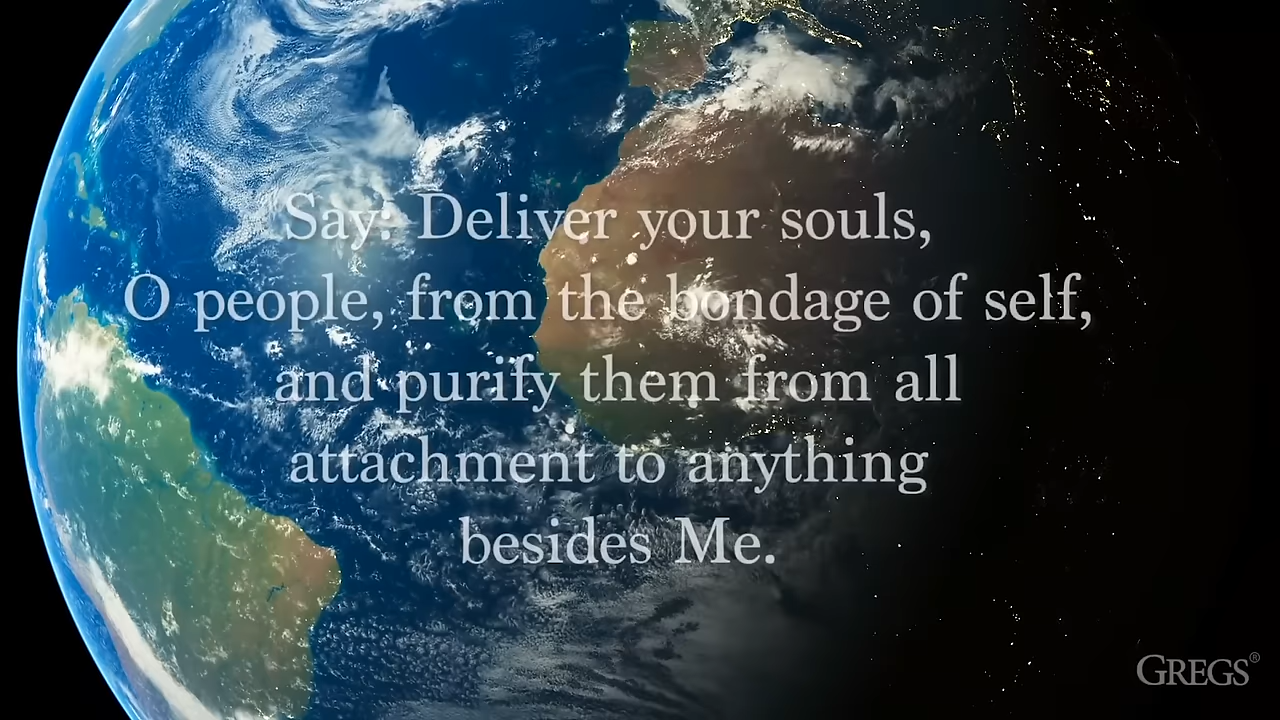 Say: Deliver your souls,
O people, from the bondage of self,
and purify them from all
attachment to anything
besides Me.
GREGS®